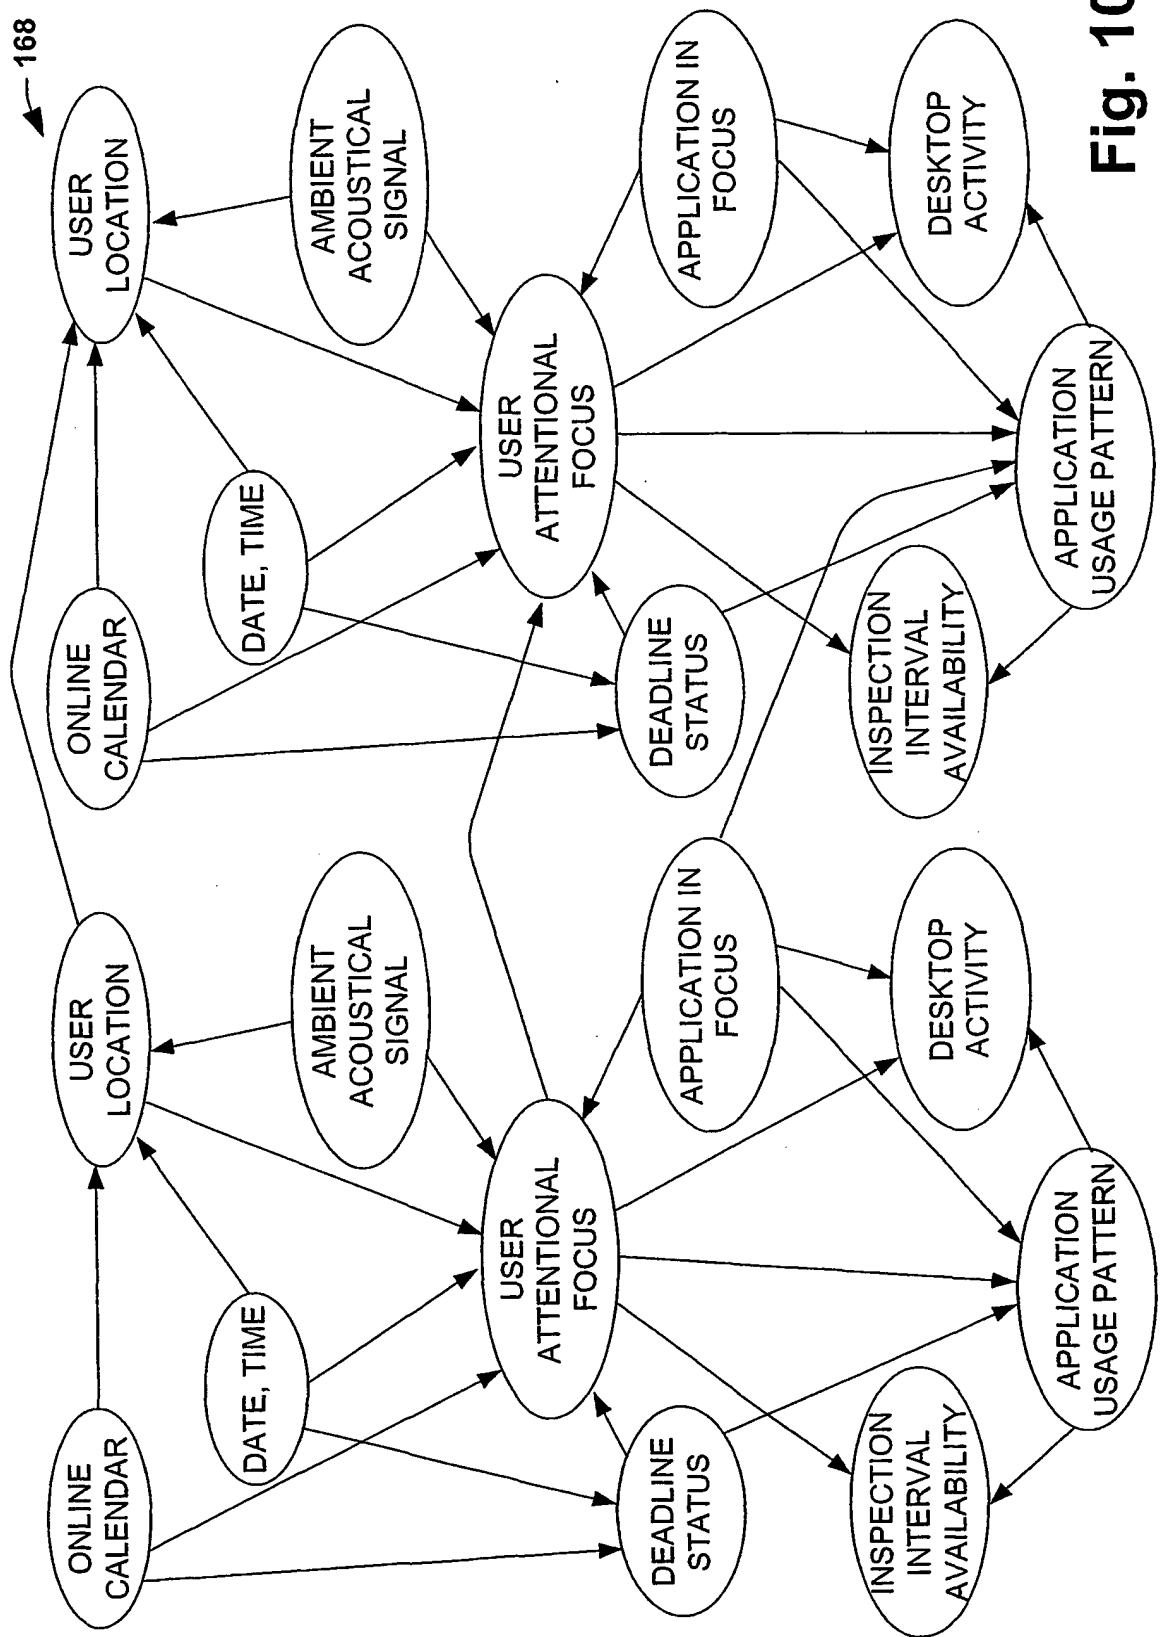 168
ONLINE
CALENDAR
USER
LOCATION
DATE, TIME
AMBIENT
ACOUSTICAL
SIGNAL
USER
ATTENTIONAL
FOCUS
DEADLINE
STATUS
APPLICATION IN
FOCUS
INSPECTION
INTERVAL
AVAILABILITY
DESKTOP
ACTIVITY
APPLICATION
USAGE PATTERN
ONLINE
CALENDAR
USER
LOCATION
DATE, TIME
AMBIENT
ACOUSTICAL
SIGNAL
USER
ATTENTIONAL
FOCUS
DEADLINE
STATUS
APPLICATION IN
FOCUS
INSPECTION
INTERVAL
AVAILABILITY
DESKTOP
ACTIVITY
APPLICATION
USAGE PATTERN
Fig. 10